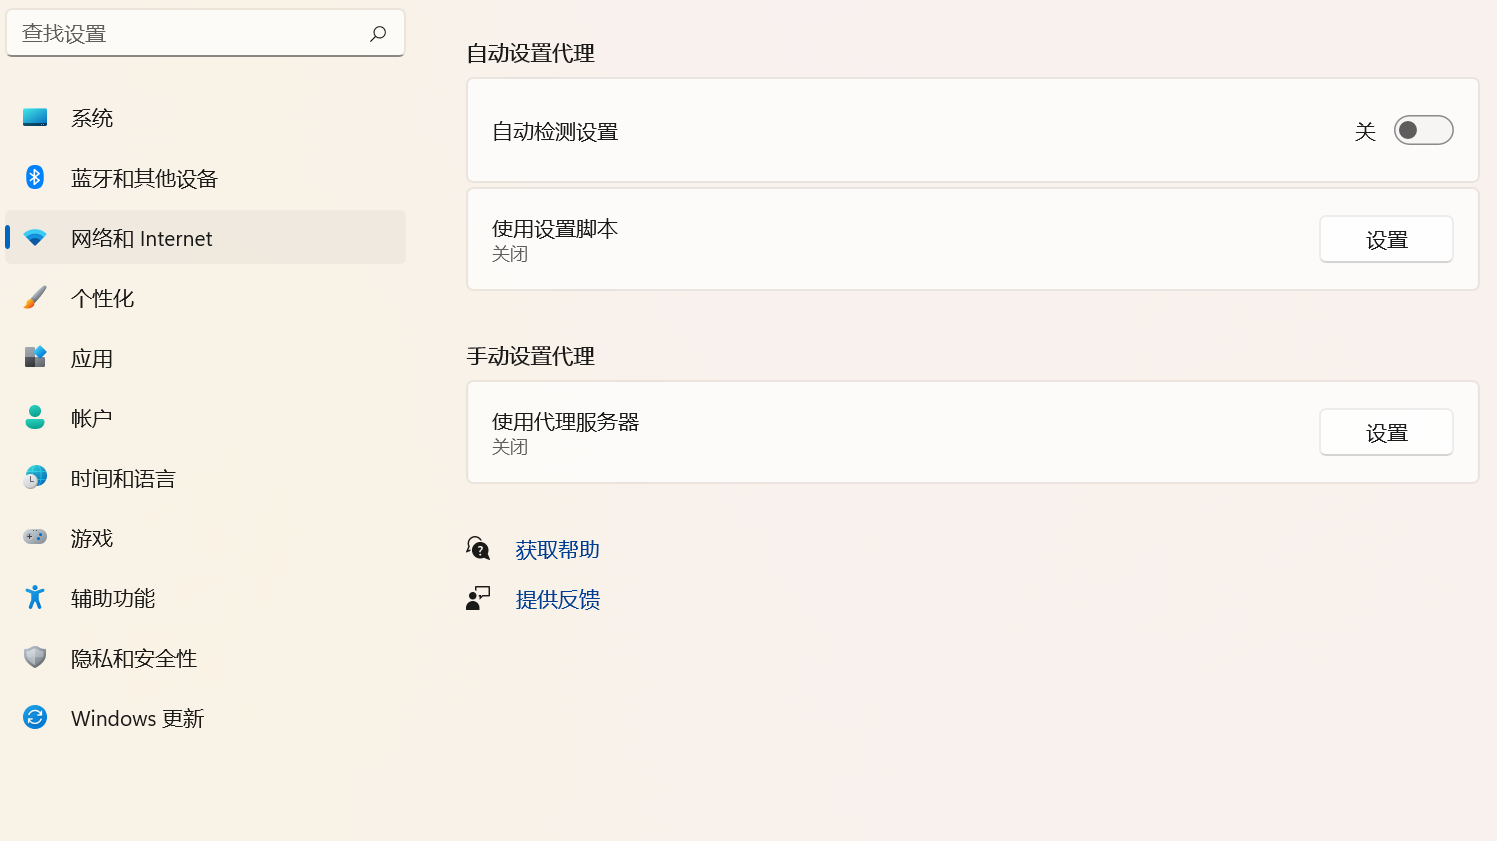 查找设置
系统
蓝牙和其他设备
网络和 Internet
个性化
应用
帐户
时间和语言
游戏
辅助功能
隐私和安全性
Windows 更新
自动设置代理
自动检测设置
关
使用设置脚本
关闭
设置
手动设置代理
使用代理服务器
关闭
设置
获取帮助
提供反馈